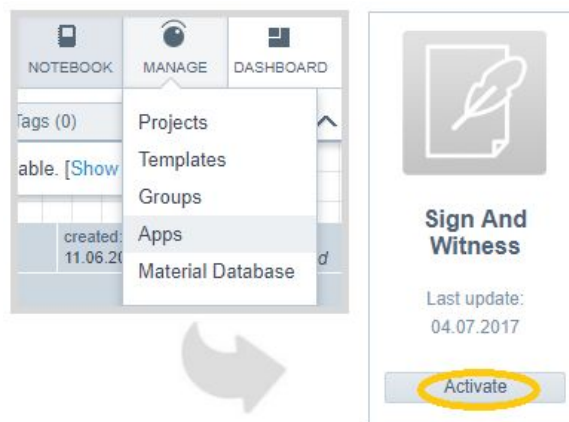 NOTEBOOK MANAGE DASHBOARD
Tags (0)
able. [Show
created:
11.06.20
d
Projects
Templates
Groups
Apps
Material Database
Sign And
Witness
Last update:
04.07.2017
Activate